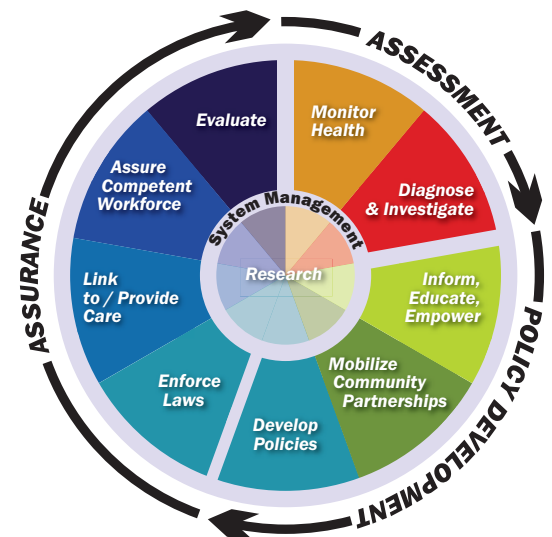 ASSESSMENT
POLICY DEVELOPMENT
ASSURANCE
System Management
Research
Monitor
Health
Diagnose
& Investigate
Inform,
Educate,
Empower
Mobilize
Community
Partnerships
Develop
Policies
Enforce
Laws
Link
to / Provide
Care
Assure
Competent
Workforce
Evaluate